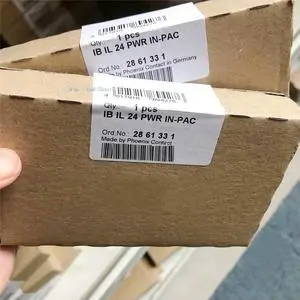 Qty.: 1 pcs
IB IL 24 PWR IN-PAC
Ord.No.: 28 61 33 1
Made by Phoenix Contact in Germany
Qty.: 1 pcs
IB IL 24 PWR IN-PAC
Ord.No.: 28 61 33 1
Made by Phoenix Contact